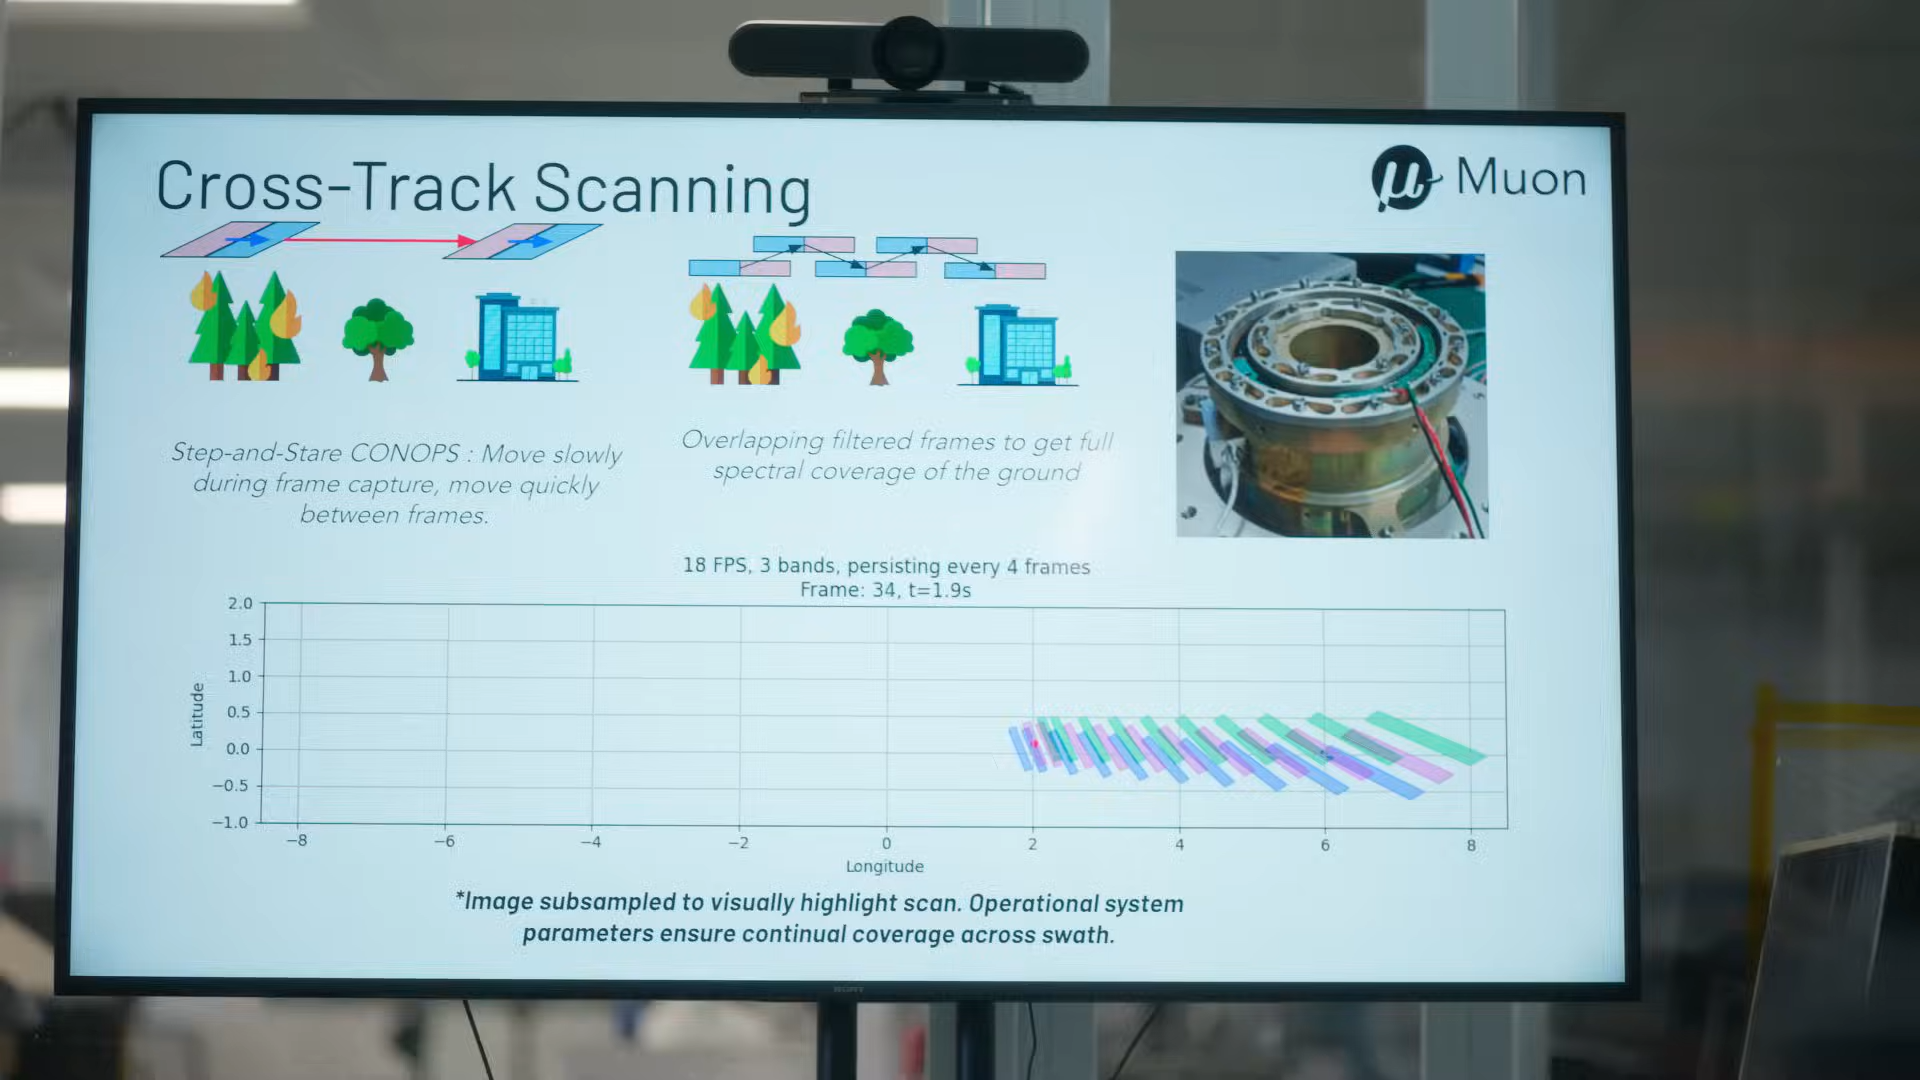 Cross-Track Scanning
μ Muon
Step-and-Stare CONOPS : Move slowly
during frame capture, move quickly
between frames.
Overlapping filtered frames to get full
spectral coverage of the ground
18 FPS, 3 bands, persisting every 4 frames
Frame: 34, t=1.9s
2.0
1.5
1.0
0.5
0.0
−0.5
−1.0
Latitude
−8 −6 −4 −2 0 2 4 6 8
Longitude
*Image subsampled to visually highlight scan. Operational system
parameters ensure continual coverage across swath.
SONY